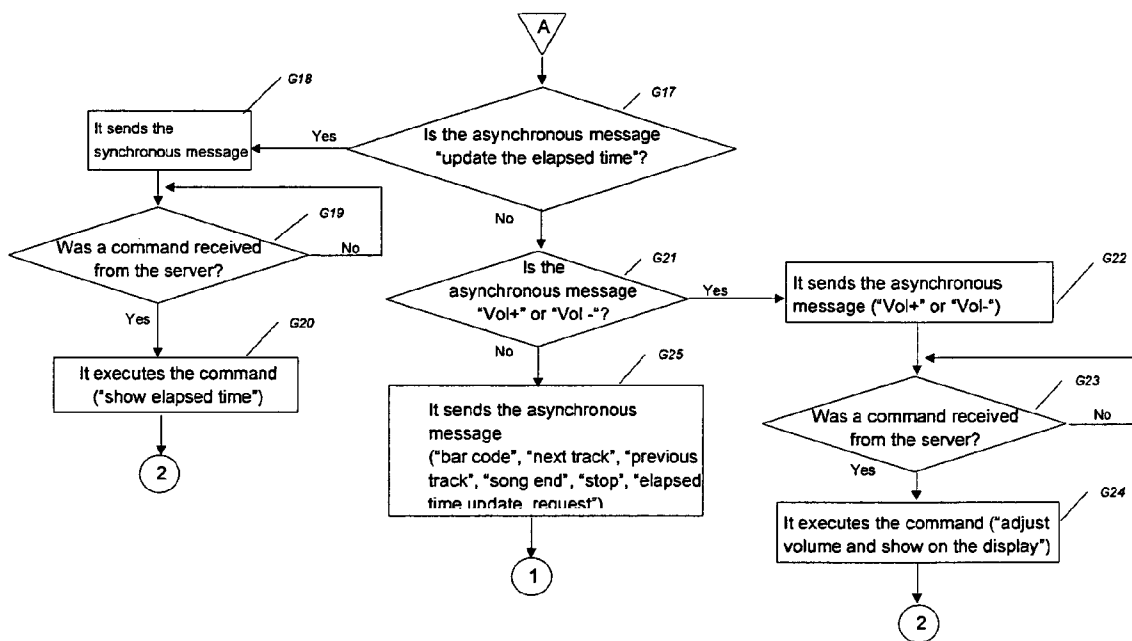 A
G18
G17
It sends the
synchronous message
Yes
Is the asynchronous message
"update the elapsed time"?
No
G19
Was a command received
from the server?
No
Yes
G20
It executes the command
("show elapsed time")
2
G21
Is the
asynchronous message
"Vol+" or "Vol -"?
Yes
No
G22
It sends the asynchronous
message ("Vol+" or "Vol-")
G25
It sends the asynchronous
message
("bar code", "next track", "previous
track", "song end", "stop", "elapsed
time update request")
1
G23
Was a command received
from the server?
No
Yes
G24
It executes the command ("adjust
volume and show on the display")
2